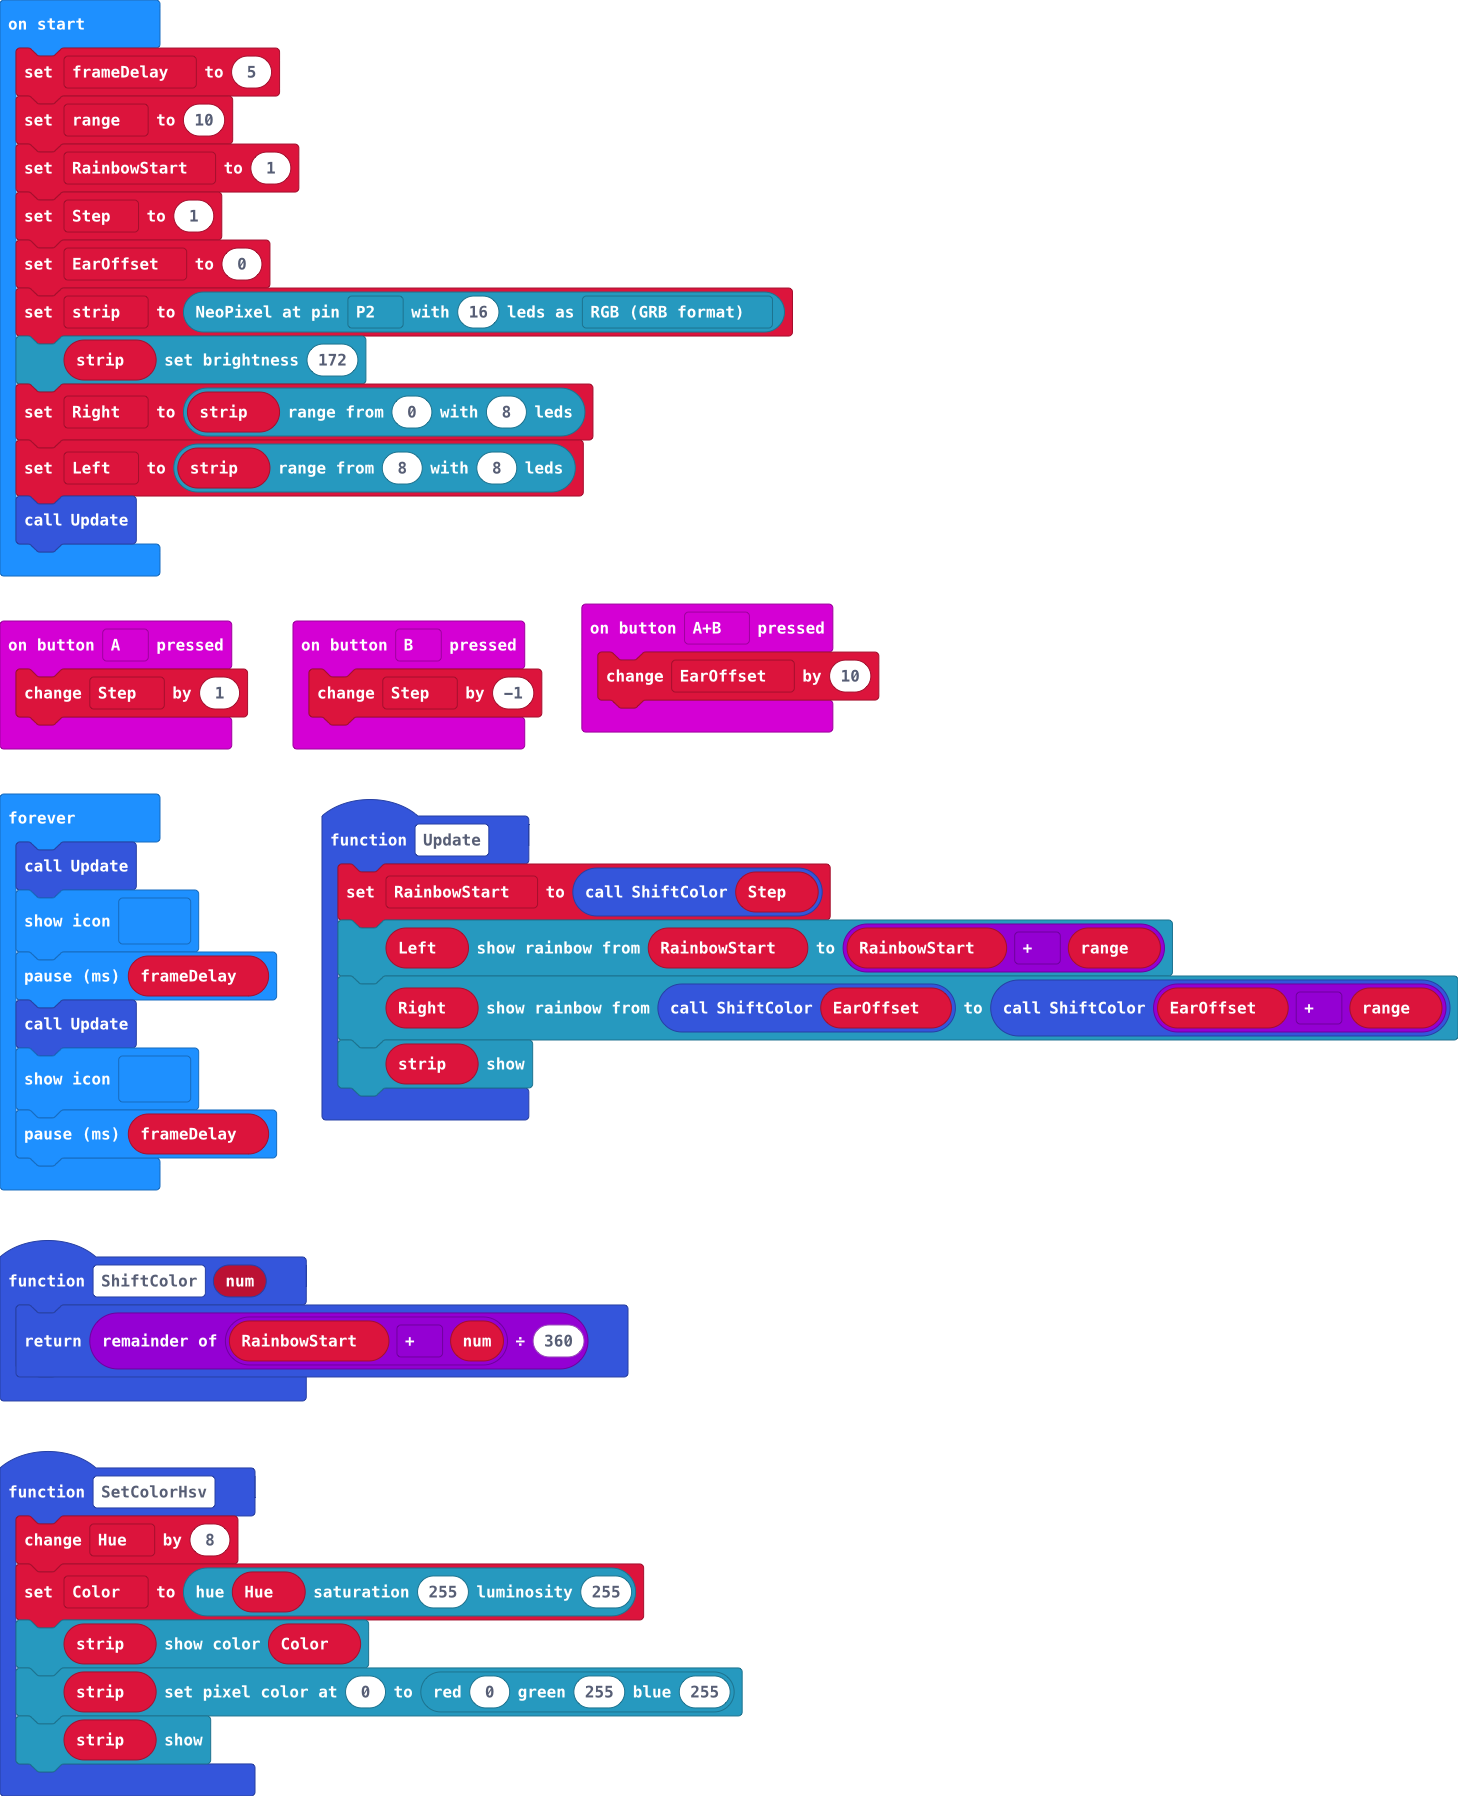 on start
set frameDelay to 5
set range to 10
set RainbowStart to 1
set Step to 1
set EarOffset to 0
set strip to NeoPixel at pin P2 with 16 leds as RGB (GRB format)
strip set brightness 172
set Right to strip range from 0 with 8 leds
set Left to strip range from 8 with 8 leds
call Update
on button A pressed
change Step by 1
on button B pressed
change Step by −1
on button A+B pressed
change EarOffset by 10
forever
call Update
show icon
pause (ms) frameDelay
call Update
show icon
pause (ms) frameDelay
function Update
set RainbowStart to call ShiftColor Step
Left show rainbow from RainbowStart to RainbowStart + range
Right show rainbow from call ShiftColor EarOffset to call ShiftColor EarOffset + range
strip show
function ShiftColor num
return remainder of RainbowStart + num ÷ 360
function SetColorHsv
change Hue by 8
set Color to hue Hue saturation 255 luminosity 255
strip show color Color
strip set pixel color at 0 to red 0 green 255 blue 255
strip show